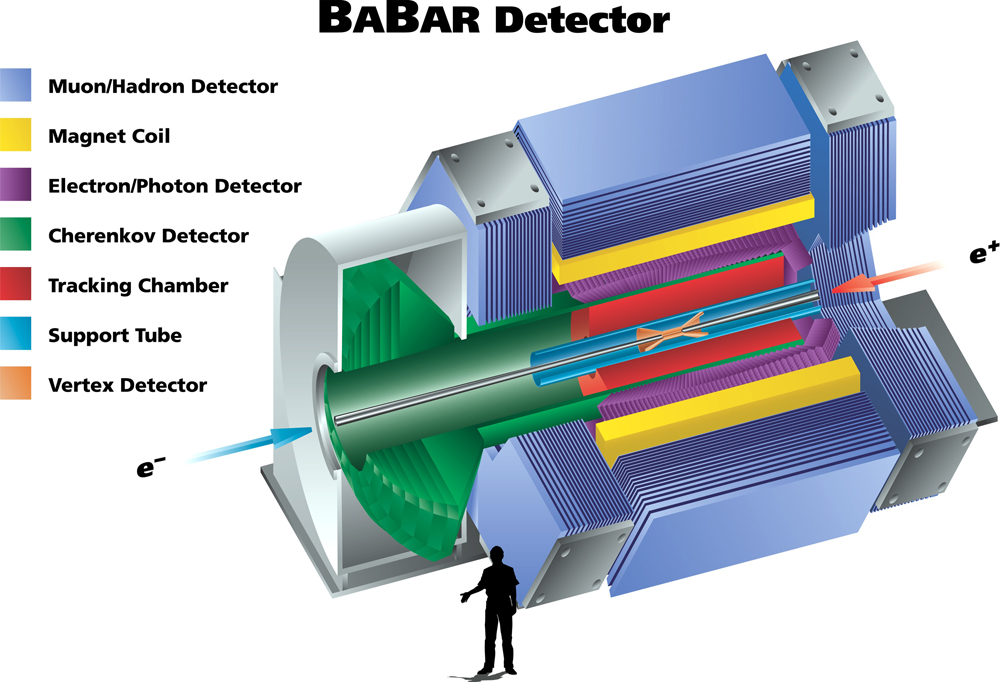 BABAR Detector
Muon/Hadron Detector
Magnet Coil
Electron/Photon Detector
Cherenkov Detector
Tracking Chamber
Support Tube
Vertex Detector
e⁺
e⁻